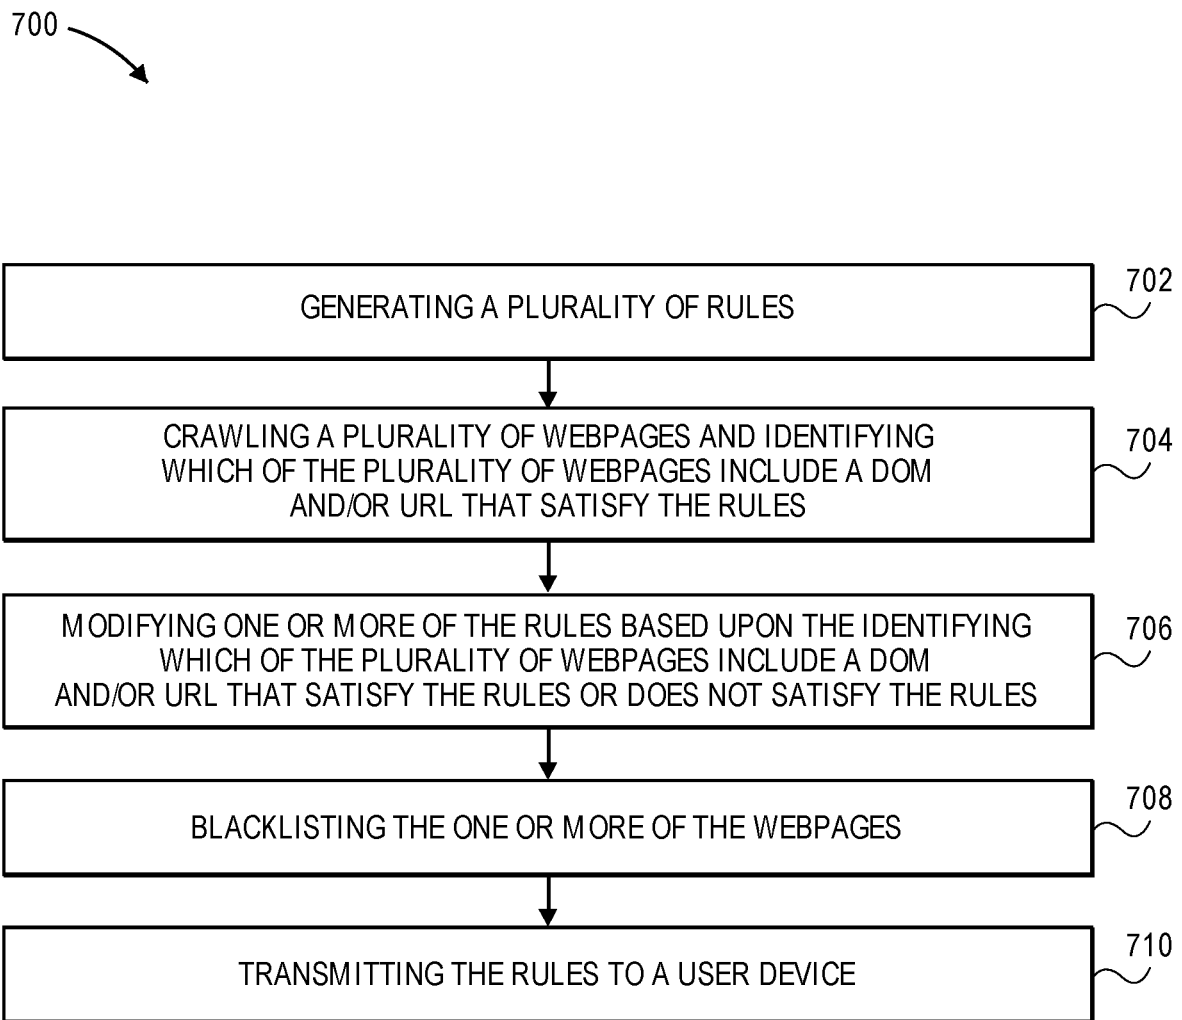 700
702
GENERATING A PLURALITY OF RULES
704
CRAWLING A PLURALITY OF WEBPAGES AND IDENTIFYING
WHICH OF THE PLURALITY OF WEBPAGES INCLUDE A DOM
AND/OR URL THAT SATISFY THE RULES
706
MODIFYING ONE OR MORE OF THE RULES BASED UPON THE IDENTIFYING
WHICH OF THE PLURALITY OF WEBPAGES INCLUDE A DOM
AND/OR URL THAT SATISFY THE RULES OR DOES NOT SATISFY THE RULES
708
BLACKLISTING THE ONE OR MORE OF THE WEBPAGES
710
TRANSMITTING THE RULES TO A USER DEVICE